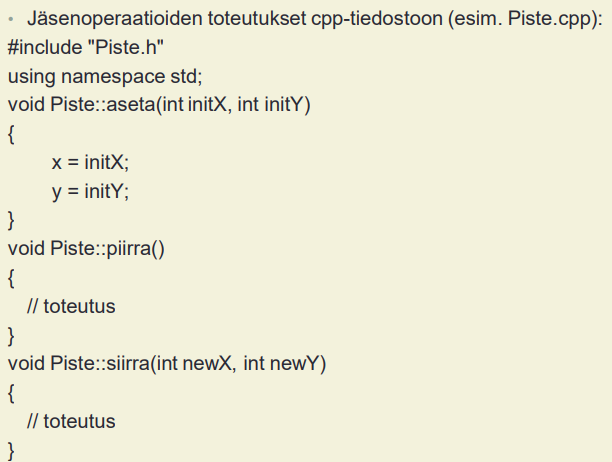 • Jäsenoperaatioiden toteutukset cpp-tiedostoon (esim. Piste.cpp):
#include "Piste.h"
using namespace std;
void Piste::aseta(int initX, int initY)
{
x = initX;
y = initY;
}
void Piste::piirra()
{
// toteutus
}
void Piste::siirra(int newX, int newY)
{
// toteutus
}